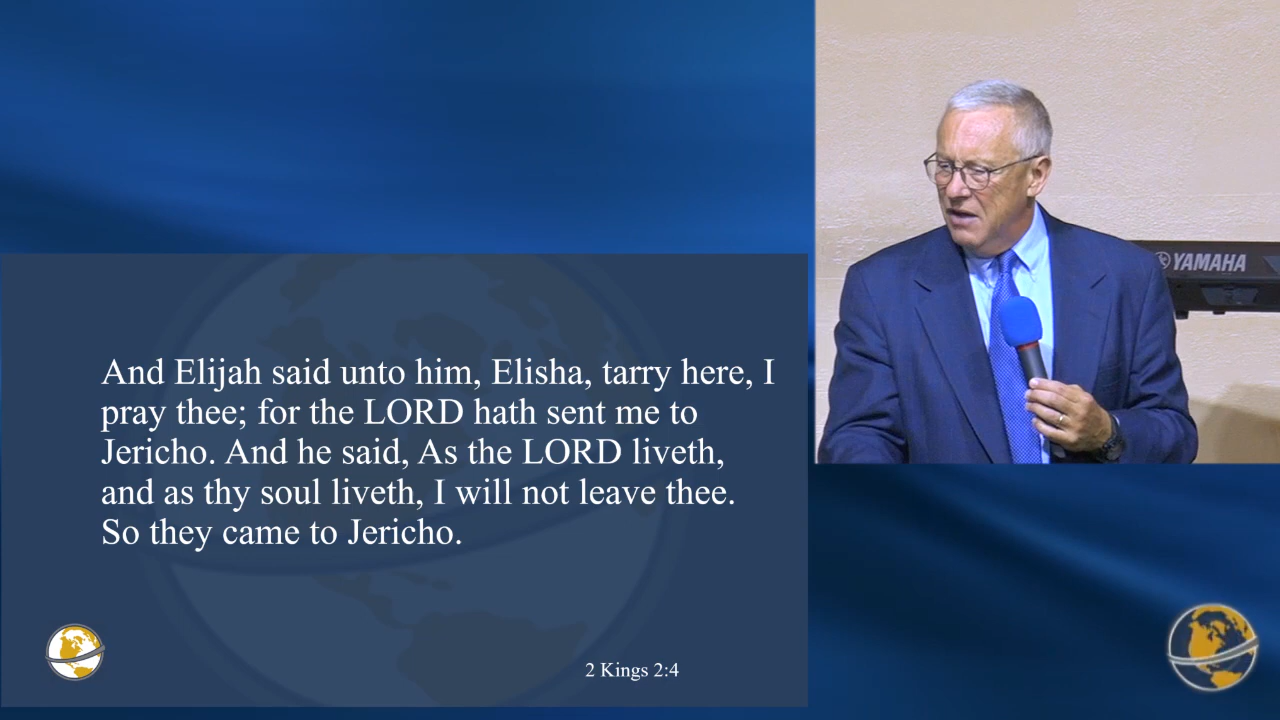 And Elijah said unto him, Elisha, tarry here, I
pray thee; for the LORD hath sent me to
Jericho. And he said, As the LORD liveth,
and as thy soul liveth, I will not leave thee.
So they came to Jericho.
2 Kings 2:4
YAMAHA